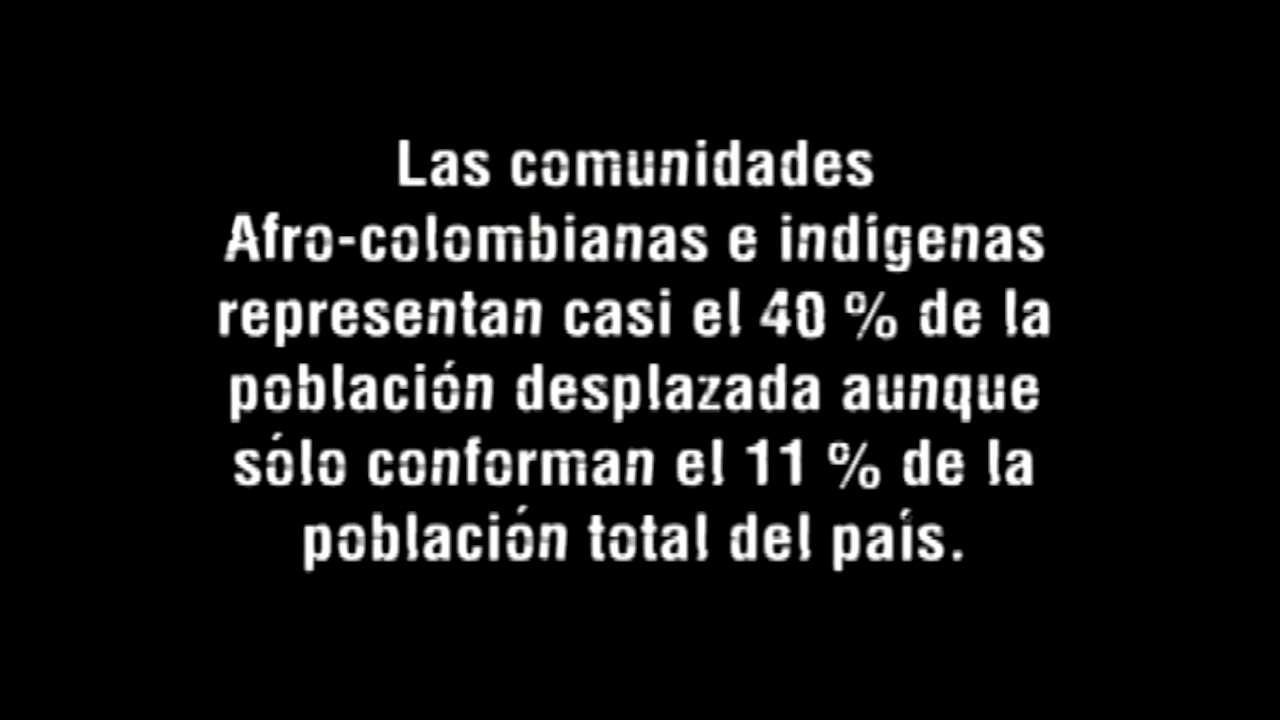 Las comunidades
Afro-colombianas e indígenas
representan casi el 40 % de la
población desplazada aunque
sólo conforman el 11 % de la
población total del país.